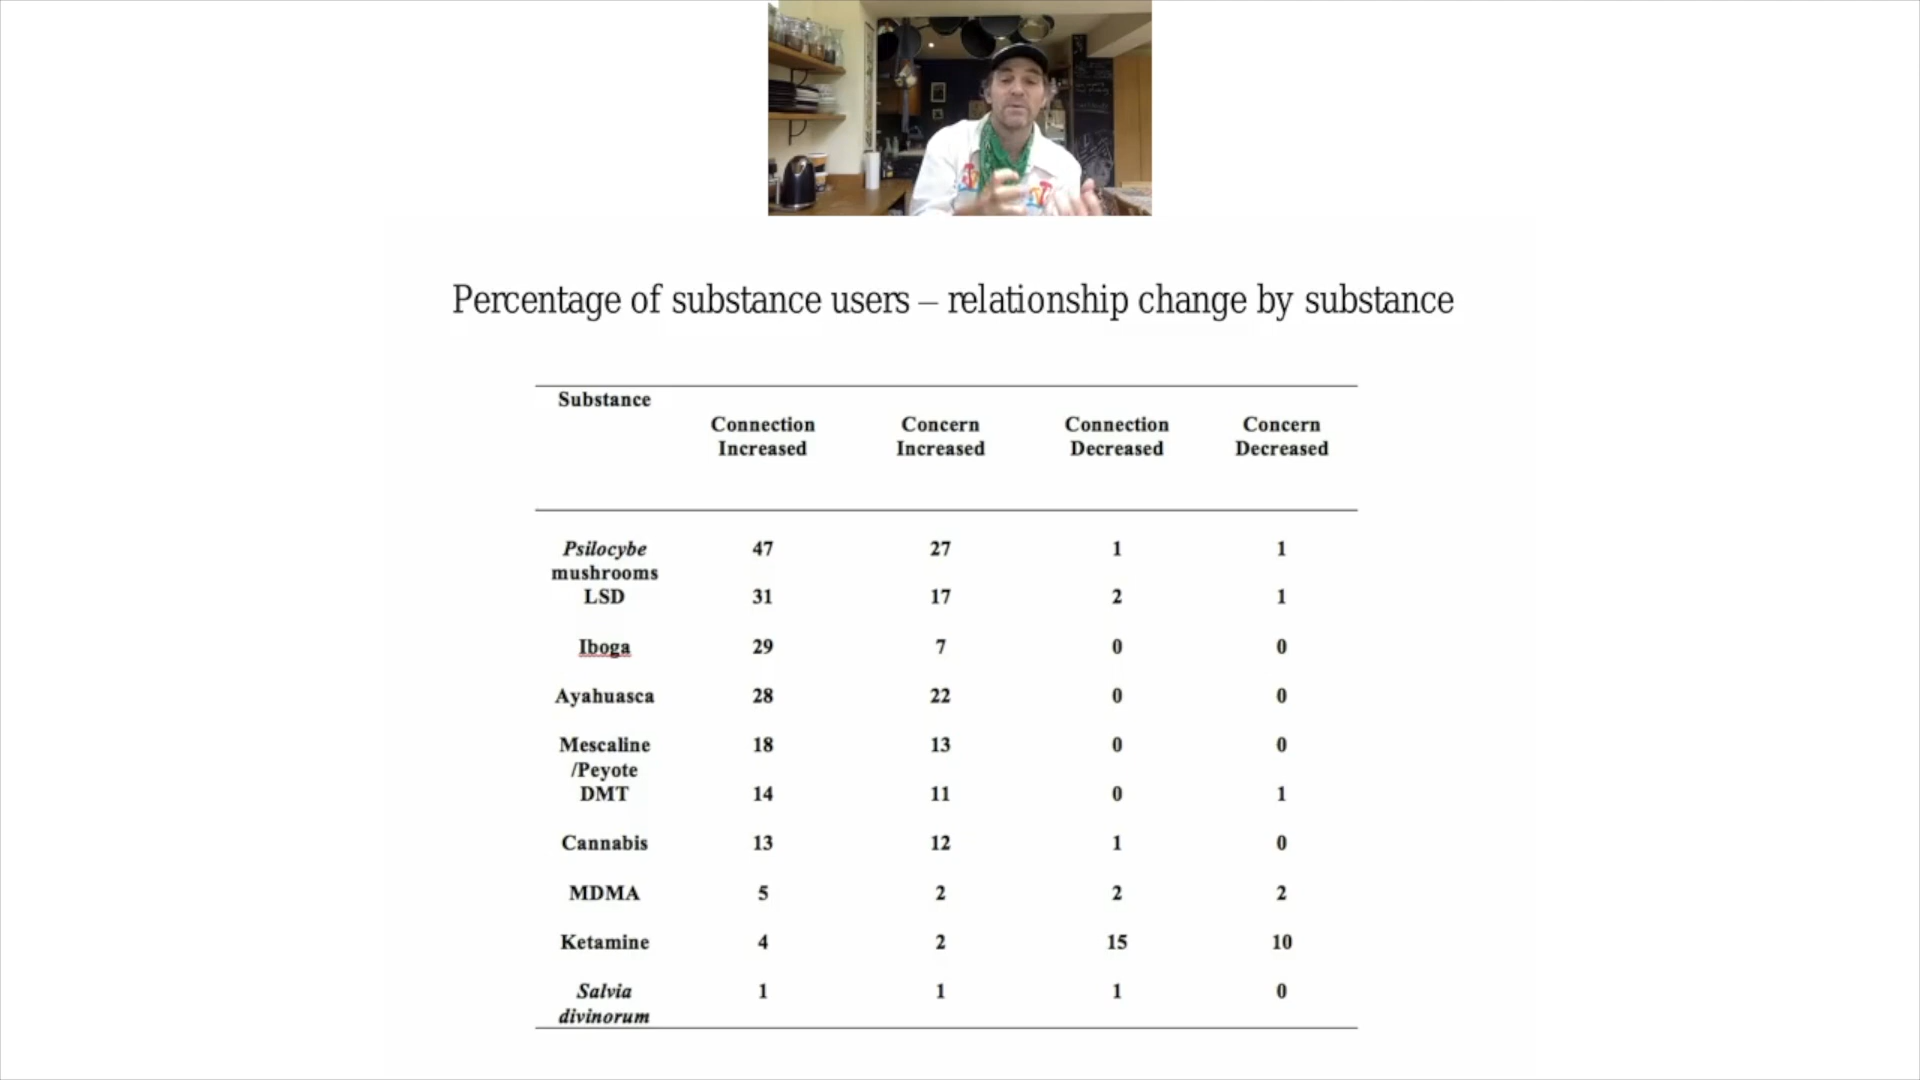 Percentage of substance users – relationship change by substance
Substance
Connection Increased Concern Increased Connection Decreased Concern Decreased
Psilocybe mushrooms 47 27 1 1
LSD 31 17 2 1
Iboga 29 7 0 0
Ayahuasca 28 22 0 0
Mescaline /Peyote 18 13 0 0
DMT 14 11 0 1
Cannabis 13 12 1 0
MDMA 5 2 2 2
Ketamine 4 2 15 10
Salvia divinorum 1 1 1 0